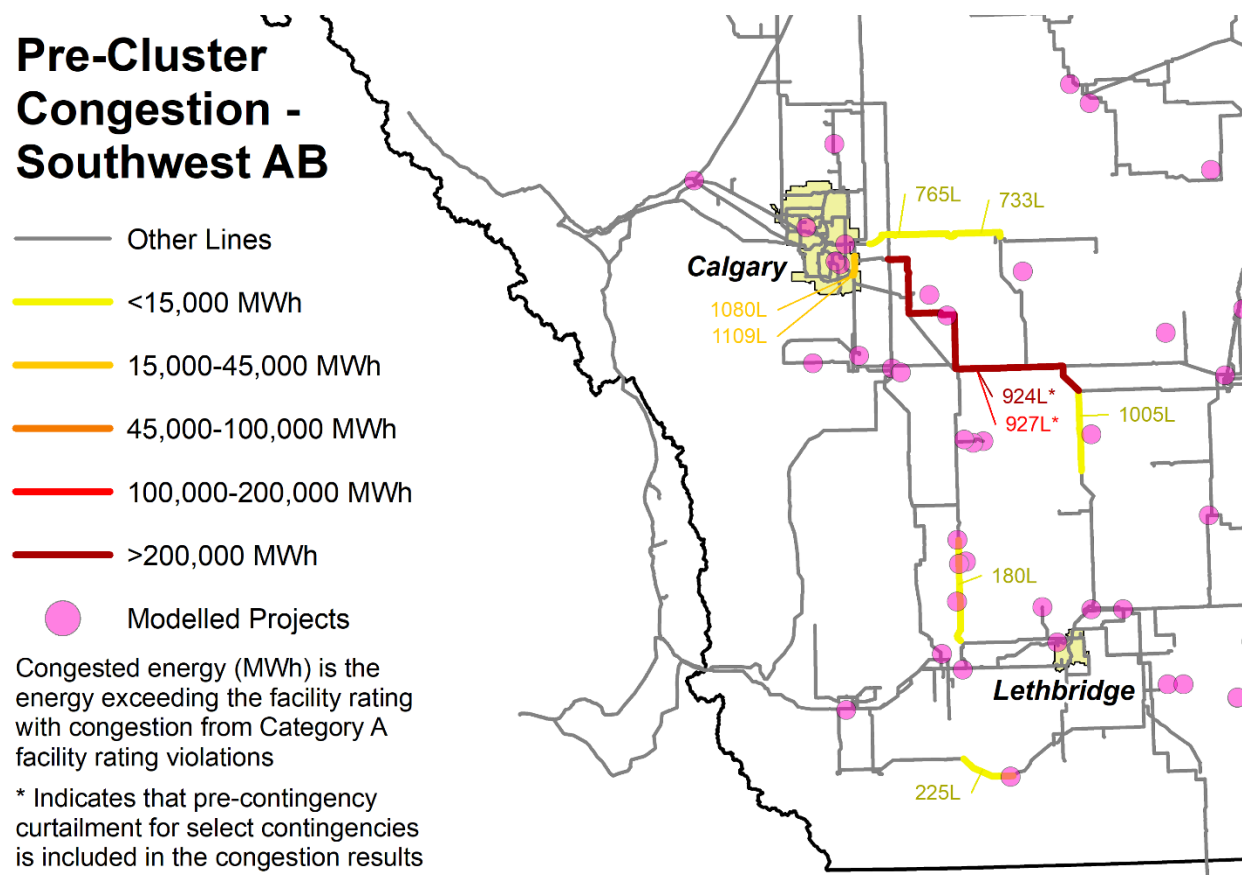 Pre-Cluster
Congestion -
Southwest AB
Other Lines
<15,000 MWh
15,000-45,000 MWh
45,000-100,000 MWh
100,000-200,000 MWh
>200,000 MWh
Modelled Projects
Congested energy (MWh) is the
energy exceeding the facility rating
with congestion from Category A
facility rating violations
* Indicates that pre-contingency
curtailment for select contingencies
is included in the congestion results
765L
733L
Calgary
1080L
1109L
924L*
927L*
1005L
180L
Lethbridge
225L